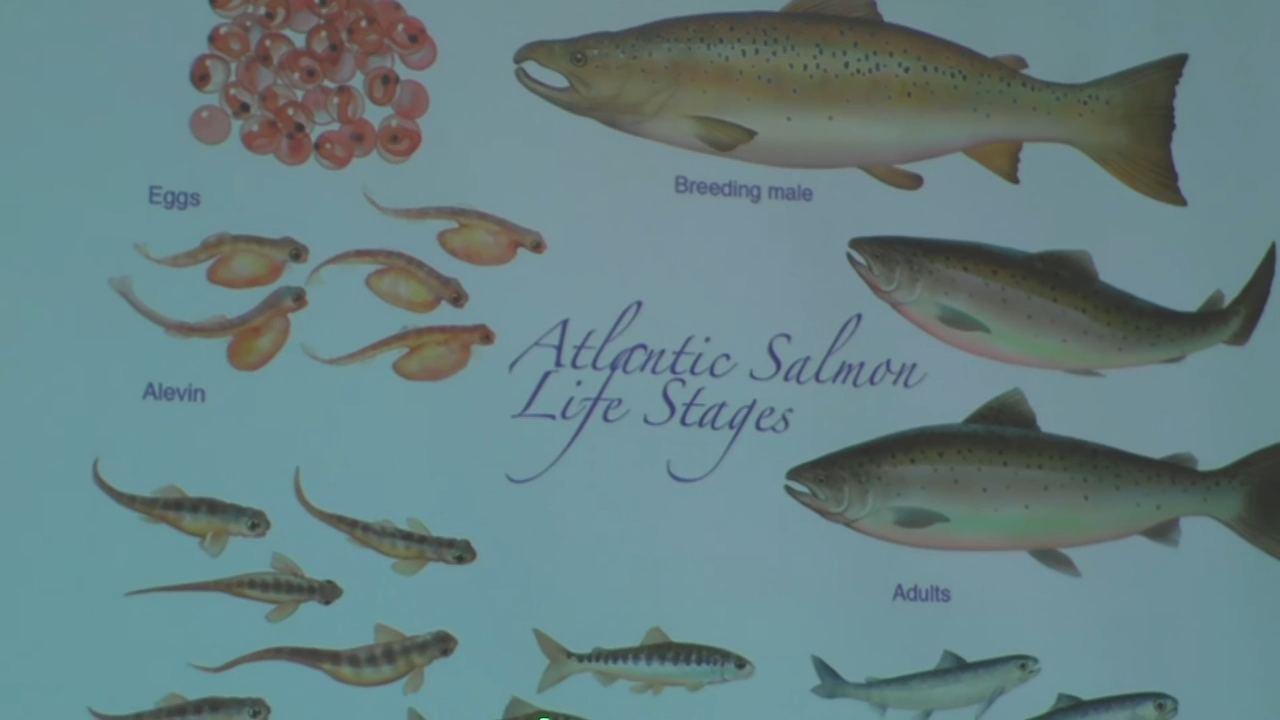 Eggs
Breeding male
Alevin
Atlantic Salmon
Life Stages
Adults